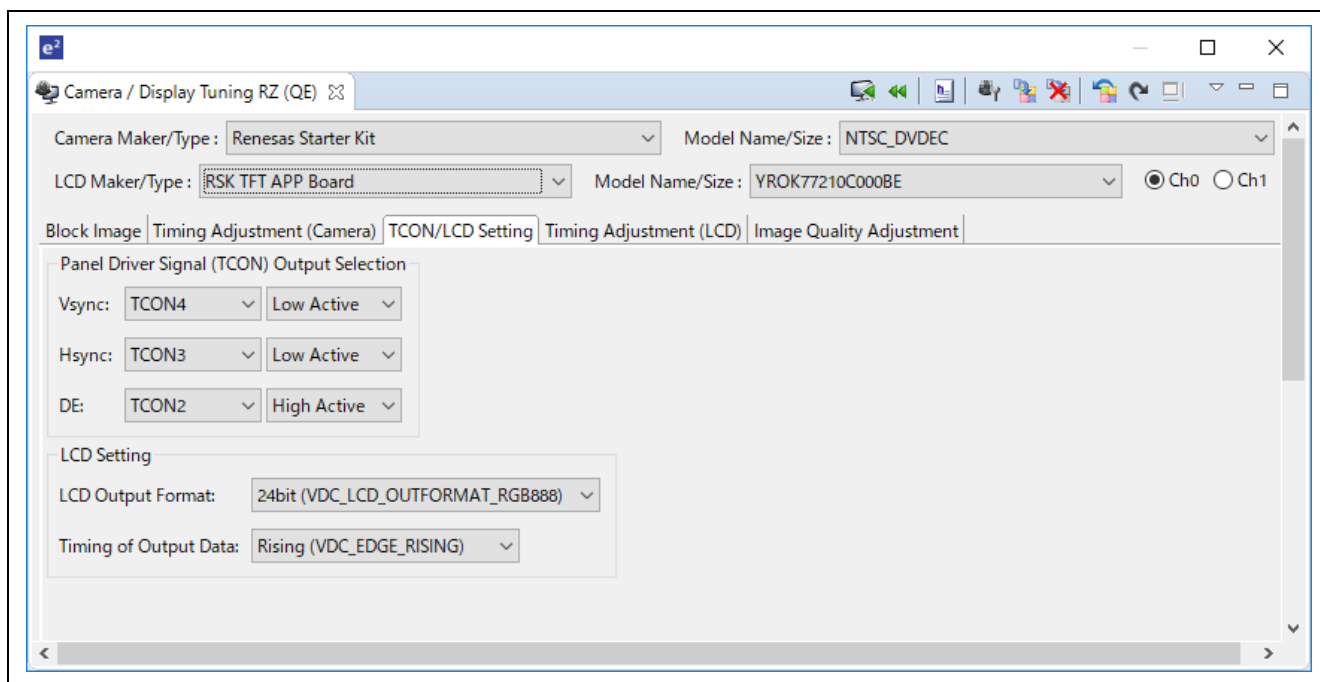 e²
Camera / Display Tuning RZ (QE)
Camera Maker/Type : Renesas Starter Kit Model Name/Size : NTSC_DVDEC
LCD Maker/Type : RSK TFT APP Board Model Name/Size : YROK77210C000BE Ch0 Ch1
Block Image Timing Adjustment (Camera) TCON/LCD Setting Timing Adjustment (LCD) Image Quality Adjustment
Panel Driver Signal (TCON) Output Selection
Vsync: TCON4 Low Active
Hsync: TCON3 Low Active
DE: TCON2 High Active
LCD Setting
LCD Output Format: 24bit (VDC_LCD_OUTFORMAT_RGB888)
Timing of Output Data: Rising (VDC_EDGE_RISING)